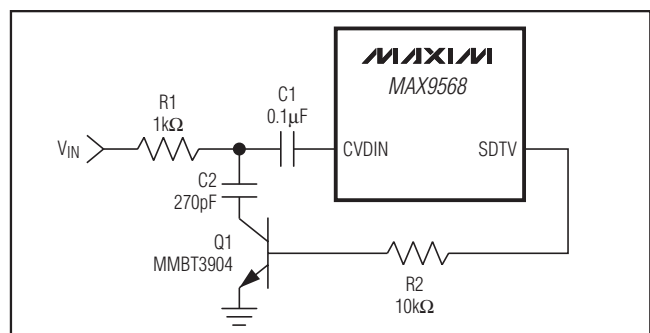 MAXIM
MAX9568
C1
0.1μF
R1
1kΩ
VIN
CVDIN
SDTV
C2
270pF
Q1
MMBT3904
R2
10kΩ